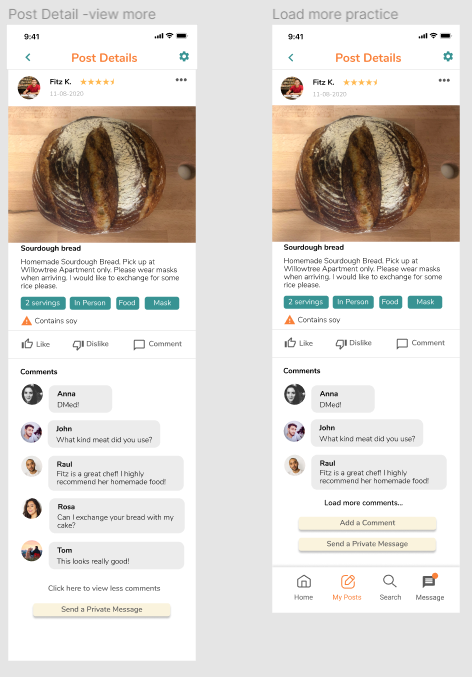 Post Detail -view more
9:41
Post Details
Fitz K.
11-06-2020
Sourdough bread
Homemade Sourdough Bread. Pick up at
Willowtree Apartment only. Please wear masks
when arriving. I would like to exchange for some
rice please.
2 servings In Person Food Mask
Contains soy
Like Dislike Comment
Comments
Anna
DMed!
John
What kind meat did you use?
Raul
Fitz is a great chef! I highly
recommend her homemade food!
Rosa
Can I exchange your bread with my
cake?
Tom
This looks really good!
Click here to view less comments
Send a Private Message
Load more practice
9:41
Post Details
Fitz K.
11-06-2020
Sourdough bread
Homemade Sourdough Bread. Pick up at
Willowtree Apartment only. Please wear masks
when arriving. I would like to exchange for some
rice please.
2 servings In Person Food Mask
Contains soy
Like Dislike Comment
Comments
Anna
DMed!
John
What kind meat did you use?
Raul
Fitz is a great chef! I highly
recommend her homemade food!
Load more comments...
Add a Comment
Send a Private Message
Home My Posts Search Message